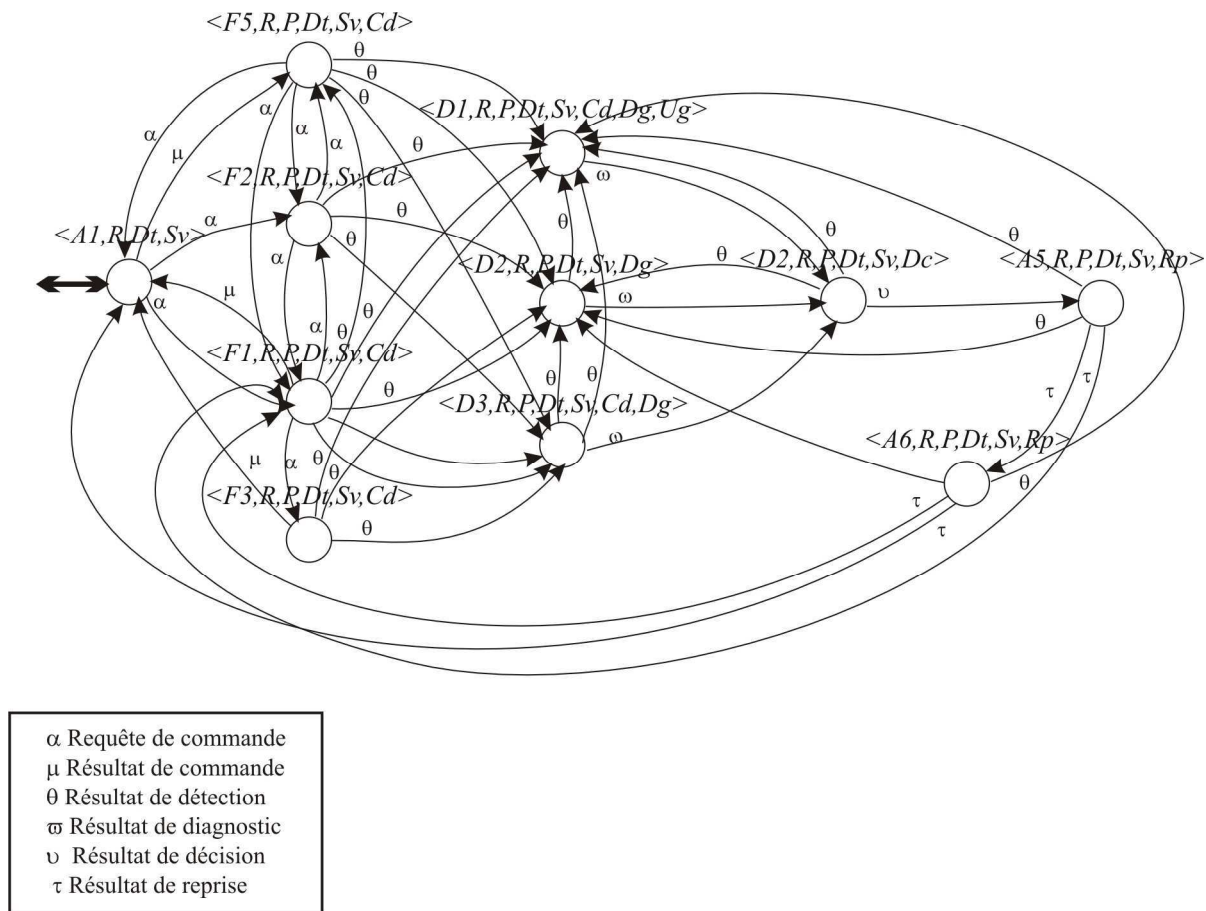 <F5,R,P,Dt,Sv,Cd>
θ
θ
θ
<D1,R,P,Dt,Sv,Cd,Dg,Ug>
α
α
α
α
α
μ
θ
ω
<F2,R,P,Dt,Sv,Cd>
<A1,R,Dt,Sv>
α
θ
θ
θ
θ
α
<D2,R,P,Dt,Sv,Dg>
θ
<D2,R,P,Dt,Sv,Dc>
<A5,R,P,Dt,Sv,Rp>
α
μ
ω
υ
α
θ
θ
<F1,R,P,Dt,Sv,Cd>
θ
θ
θ
τ
τ
<D3,R,P,Dt,Sv,Cd,Dg>
ω
<A6,R,P,Dt,Sv,Rp>
μ
α
θ
θ
θ
<F3,R,P,Dt,Sv,Cd>
θ
τ
τ
α Requête de commande
μ Résultat de commande
θ Résultat de détection
ϖ Résultat de diagnostic
υ Résultat de décision
τ Résultat de reprise